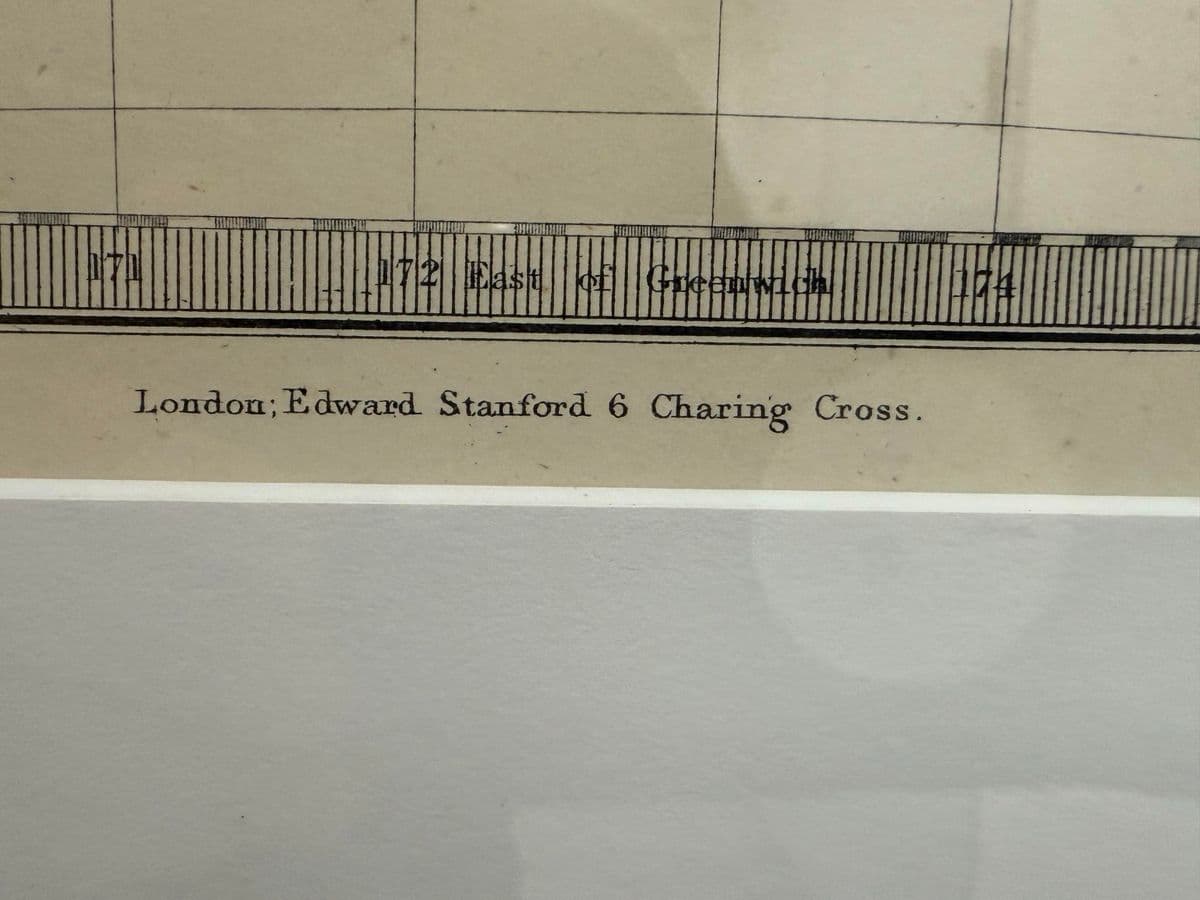 171 172 East of Greenwich 174
London; Edward Stanford 6 Charing Cross.